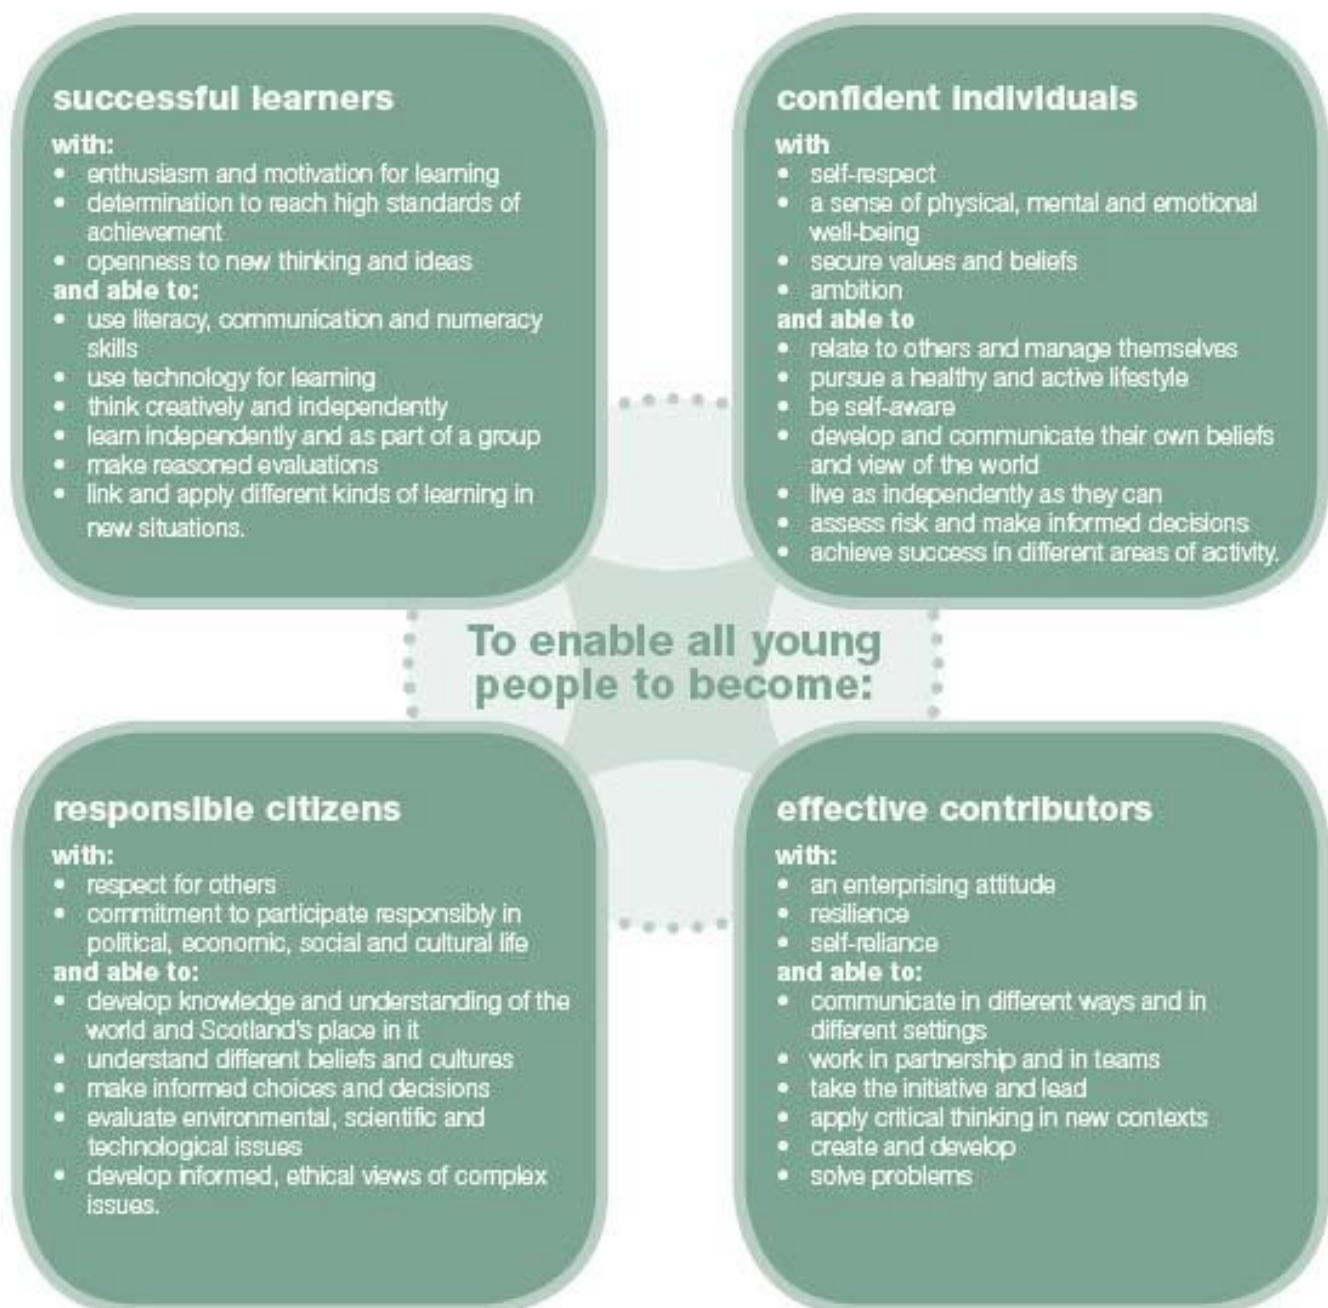 successful learners
with:
• enthusiasm and motivation for learning
• determination to reach high standards of
achievement
• openness to new thinking and ideas
and able to:
• use literacy, communication and numeracy
skills
• use technology for learning
• think creatively and independently
• learn independently and as part of a group
• make reasoned evaluations
• link and apply different kinds of learning in
new situations.
confident individuals
with
• self-respect
• a sense of physical, mental and emotional
well-being
• secure values and beliefs
• ambition
and able to
• relate to others and manage themselves
• pursue a healthy and active lifestyle
• be self-aware
• develop and communicate their own beliefs
and view of the world
• live as independently as they can
• assess risk and make informed decisions
• achieve success in different areas of activity.
To enable all young
people to become:
responsible citizens
with:
• respect for others
• commitment to participate responsibly in
political, economic, social and cultural life
and able to:
• develop knowledge and understanding of the
world and Scotland's place in it
• understand different beliefs and cultures
• make informed choices and decisions
• evaluate environmental, scientific and
technological issues
• develop informed, ethical views of complex
issues.
effective contributors
with:
• an enterprising attitude
• resilience
• self-reliance
and able to:
• communicate in different ways and in
different settings
• work in partnership and in teams
• take the initiative and lead
• apply critical thinking in new contexts
• create and develop
• solve problems